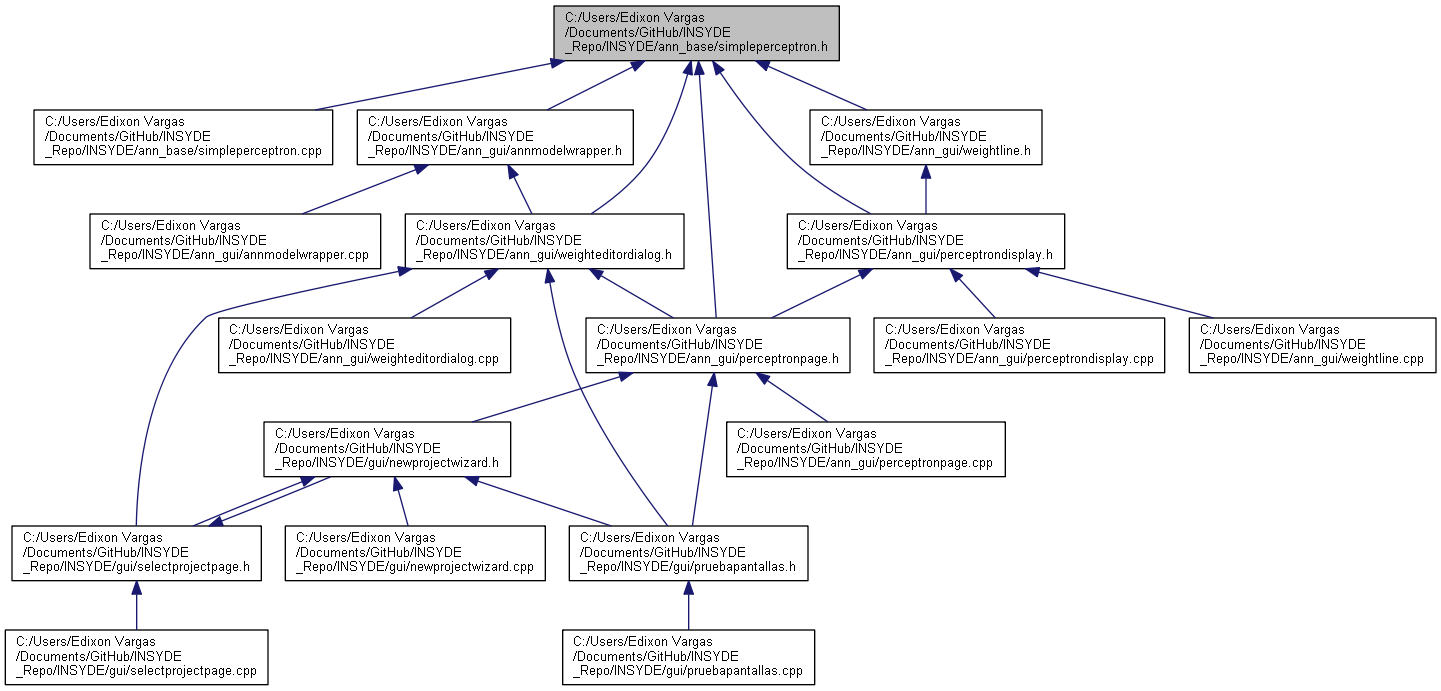 C:/Users/Edixon Vargas
/Documents/GitHub/INSYDE
_Repo/INSYDE/ann_base/simpleperceptron.h
C:/Users/Edixon Vargas
/Documents/GitHub/INSYDE
_Repo/INSYDE/ann_base/simpleperceptron.cpp
C:/Users/Edixon Vargas
/Documents/GitHub/INSYDE
_Repo/INSYDE/ann_gui/annmodelwrapper.h
C:/Users/Edixon Vargas
/Documents/GitHub/INSYDE
_Repo/INSYDE/ann_gui/weightline.h
C:/Users/Edixon Vargas
/Documents/GitHub/INSYDE
_Repo/INSYDE/ann_gui/annmodelwrapper.cpp
C:/Users/Edixon Vargas
/Documents/GitHub/INSYDE
_Repo/INSYDE/ann_gui/weighteditordialog.h
C:/Users/Edixon Vargas
/Documents/GitHub/INSYDE
_Repo/INSYDE/ann_gui/perceptrondisplay.h
C:/Users/Edixon Vargas
/Documents/GitHub/INSYDE
_Repo/INSYDE/ann_gui/weighteditordialog.cpp
C:/Users/Edixon Vargas
/Documents/GitHub/INSYDE
_Repo/INSYDE/ann_gui/perceptronpage.h
C:/Users/Edixon Vargas
/Documents/GitHub/INSYDE
_Repo/INSYDE/ann_gui/perceptrondisplay.cpp
C:/Users/Edixon Vargas
/Documents/GitHub/INSYDE
_Repo/INSYDE/ann_gui/weightline.cpp
C:/Users/Edixon Vargas
/Documents/GitHub/INSYDE
_Repo/INSYDE/gui/newprojectwizard.h
C:/Users/Edixon Vargas
/Documents/GitHub/INSYDE
_Repo/INSYDE/ann_gui/perceptronpage.cpp
C:/Users/Edixon Vargas
/Documents/GitHub/INSYDE
_Repo/INSYDE/gui/selectprojectpage.h
C:/Users/Edixon Vargas
/Documents/GitHub/INSYDE
_Repo/INSYDE/gui/newprojectwizard.cpp
C:/Users/Edixon Vargas
/Documents/GitHub/INSYDE
_Repo/INSYDE/gui/pruebapantallas.h
C:/Users/Edixon Vargas
/Documents/GitHub/INSYDE
_Repo/INSYDE/gui/selectprojectpage.cpp
C:/Users/Edixon Vargas
/Documents/GitHub/INSYDE
_Repo/INSYDE/gui/pruebapantallas.cpp